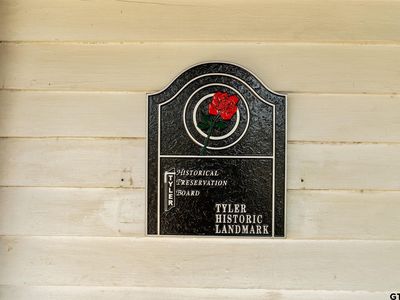 TYLER
HISTORICAL
PRESERVATION
BOARD
TYLER
HISTORIC
LANDMARK